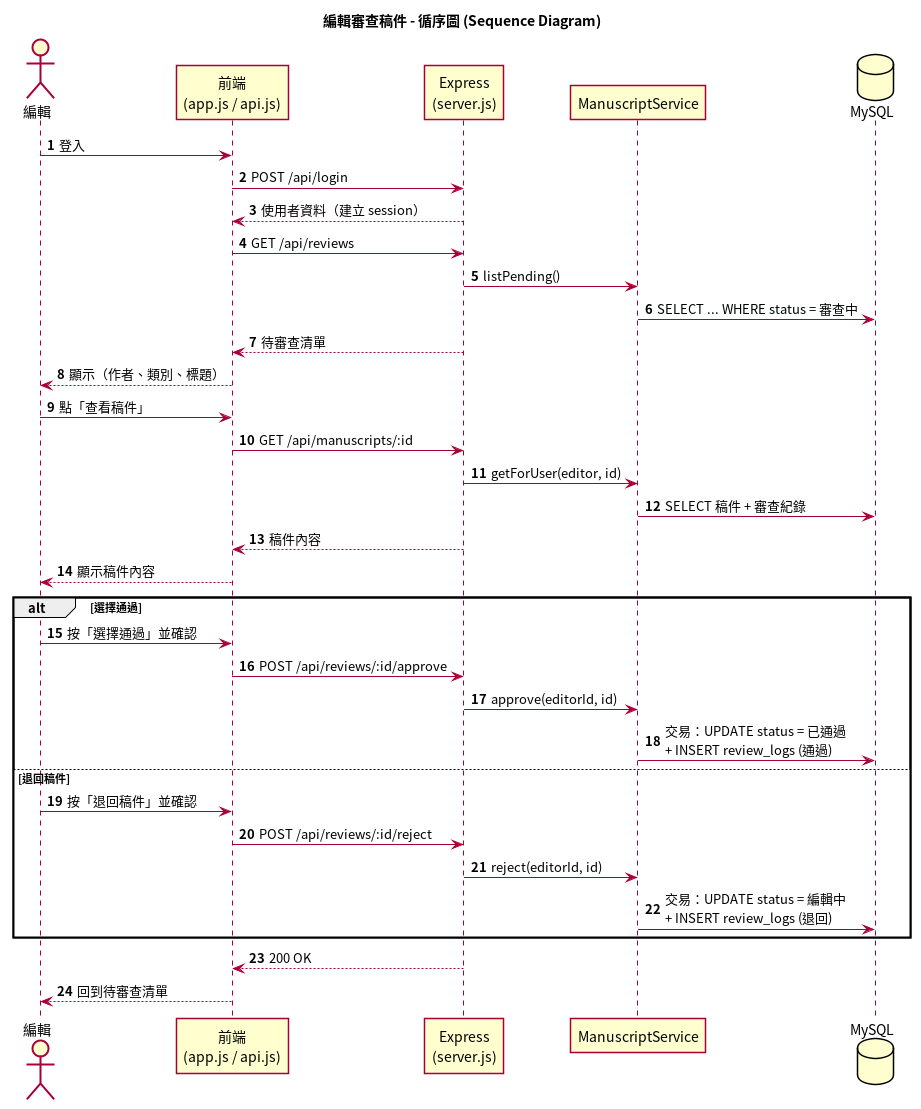 編輯審查稿件 - 循序圖 (Sequence Diagram)
編輯
前端
(app.js / api.js)
Express
(server.js)
ManuscriptService
MySQL
1 登入
2 POST /api/login
3 使用者資料（建立 session）
4 GET /api/reviews
5 listPending()
6 SELECT ... WHERE status = 審查中
7 待審查清單
8 顯示（作者、類別、標題）
9 點「查看稿件」
10 GET /api/manuscripts/:id
11 getForUser(editor, id)
12 SELECT 稿件 + 審查紀錄
13 稿件內容
14 顯示稿件內容
alt [選擇通過]
15 按「選擇通過」並確認
16 POST /api/reviews/:id/approve
17 approve(editorId, id)
18 交易：UPDATE status = 已通過
+ INSERT review_logs (通過)
[退回稿件]
19 按「退回稿件」並確認
20 POST /api/reviews/:id/reject
21 reject(editorId, id)
22 交易：UPDATE status = 編輯中
+ INSERT review_logs (退回)
23 200 OK
24 回到待審查清單
編輯
前端
(app.js / api.js)
Express
(server.js)
ManuscriptService
MySQL